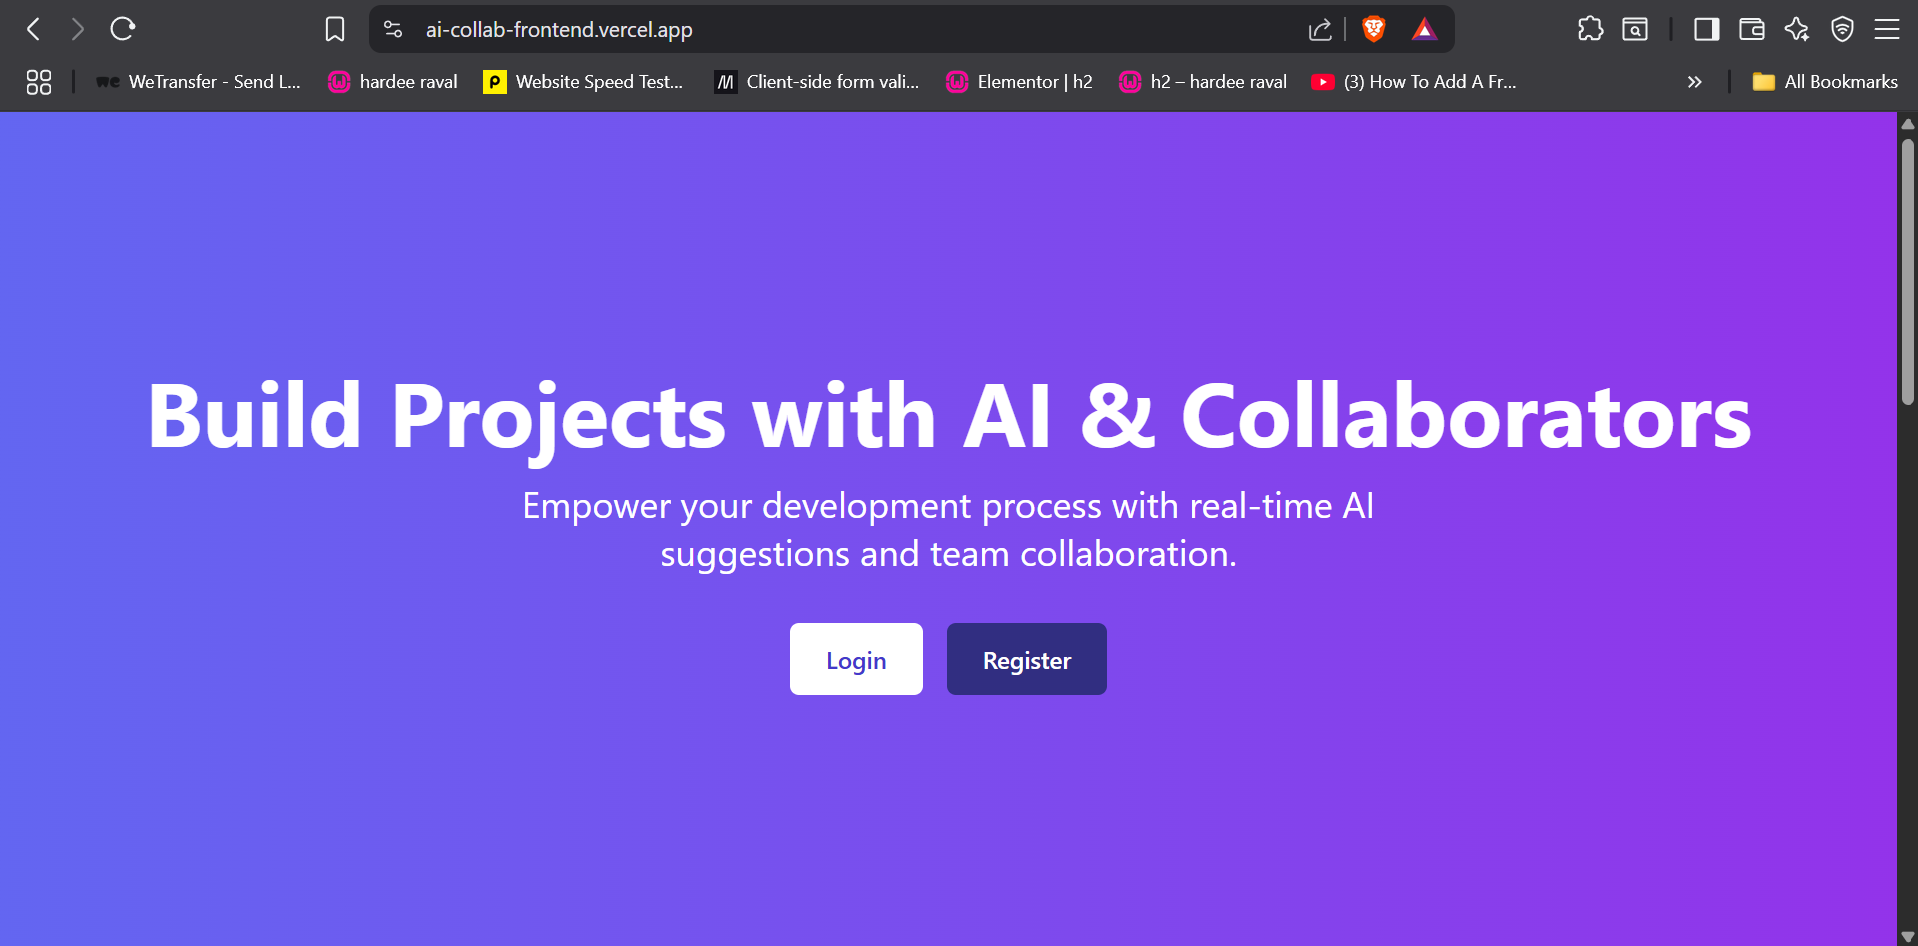 ai-collab-frontend.vercel.app
we WeTransfer - Send L... hardee raval P Website Speed Test... M Client-side form vali... Elementor | h2 h2 – hardee raval (3) How To Add A Fr... » All Bookmarks
Build Projects with AI & Collaborators
Empower your development process with real-time AI
suggestions and team collaboration.
Login Register